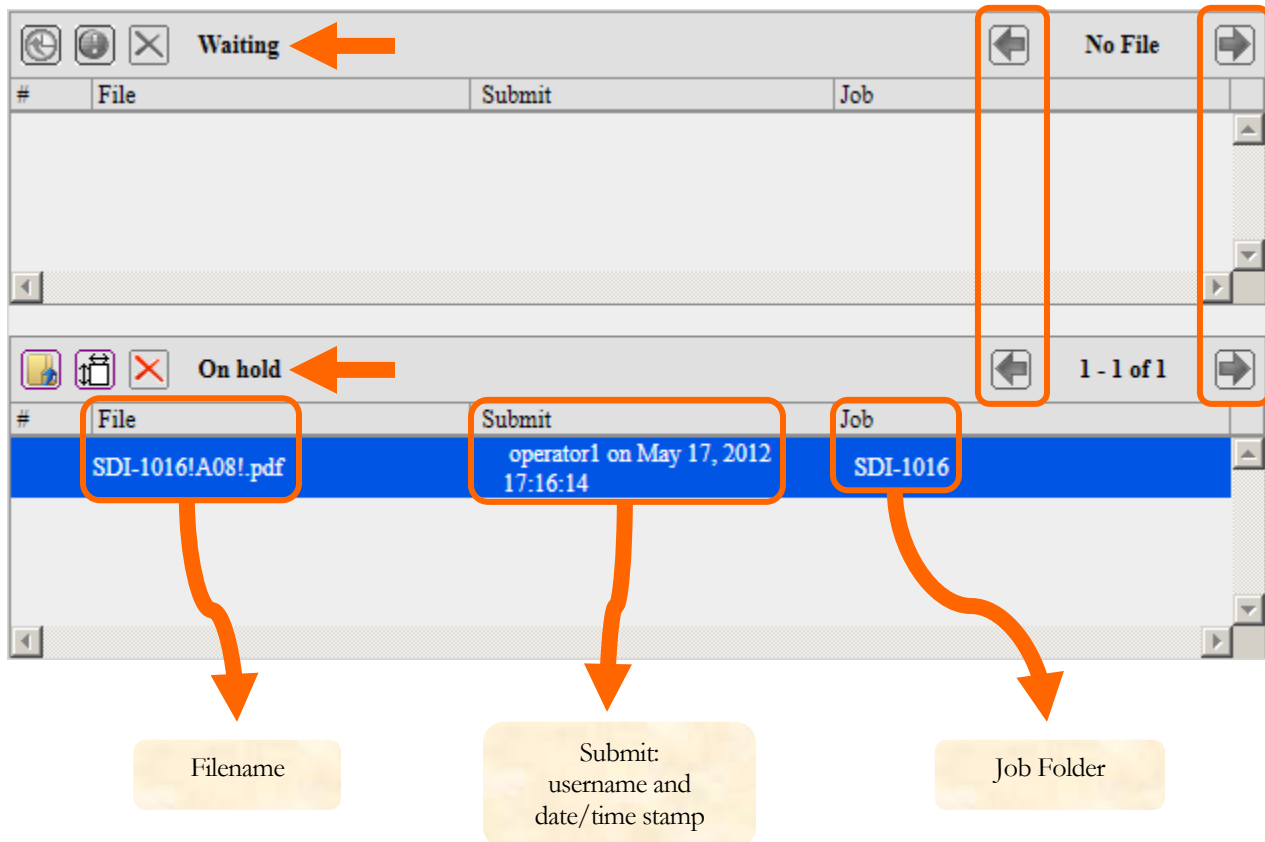 Waiting
No File
# File Submit Job
On hold
1 - 1 of 1
# File Submit Job
SDI-1016!A08!.pdf
operator1 on May 17, 2012
17:16:14
SDI-1016
Filename
Submit:
username and
date/time stamp
Job Folder